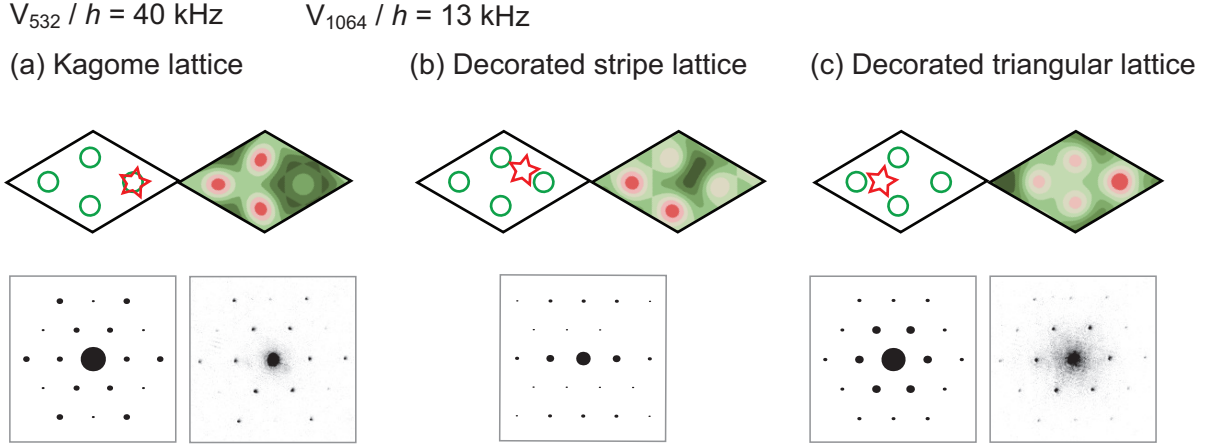 V₅₃₂ / h = 40 kHz V₁₀₆₄ / h = 13 kHz
(a) Kagome lattice (b) Decorated stripe lattice (c) Decorated triangular lattice